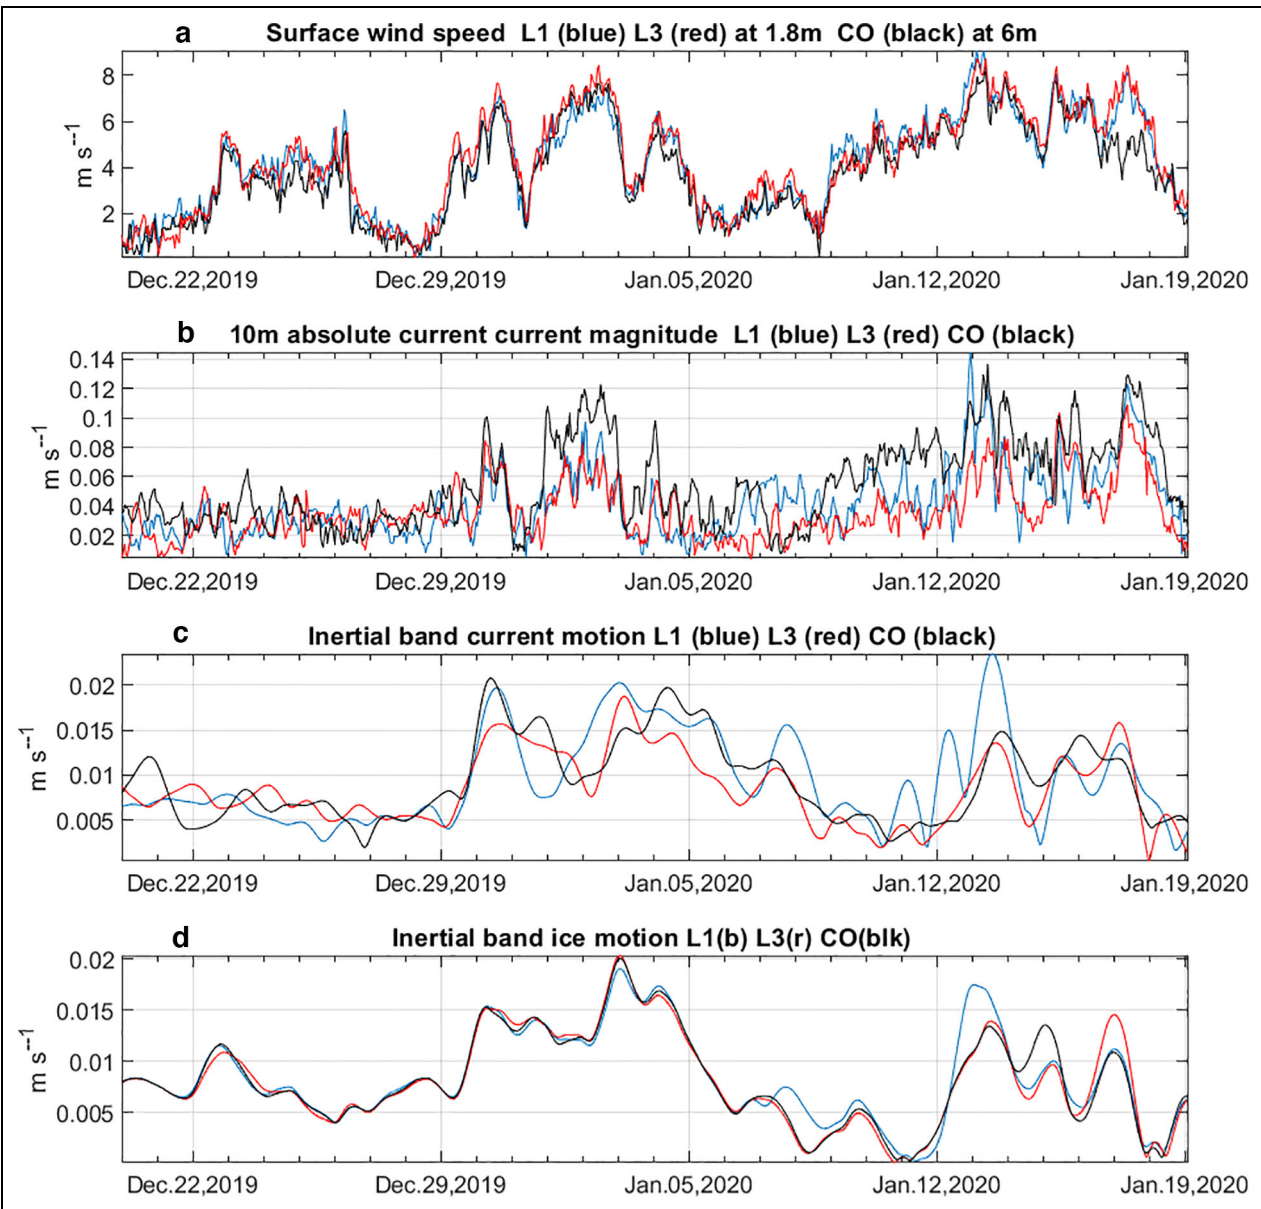 a Surface wind speed L1 (blue) L3 (red) at 1.8m CO (black) at 6m
8
6
4
2
m s⁻¹
Dec.22,2019 Dec.29,2019 Jan.05,2020 Jan.12,2020 Jan.19,2020
b 10m absolute current current magnitude L1 (blue) L3 (red) CO (black)
0.14
0.12
0.1
0.08
0.06
0.04
0.02
m s⁻-¹
Dec.22,2019 Dec.29,2019 Jan.05,2020 Jan.12,2020 Jan.19,2020
c Inertial band current motion L1 (blue) L3 (red) CO (black)
0.02
0.015
0.01
0.005
m s⁻-¹
Dec.22,2019 Dec.29,2019 Jan.05,2020 Jan.12,2020 Jan.19,2020
d Inertial band ice motion L1(b) L3(r) CO(blk)
0.02
0.015
0.01
0.005
m s⁻-¹
Dec.22,2019 Dec.29,2019 Jan.05,2020 Jan.12,2020 Jan.19,2020